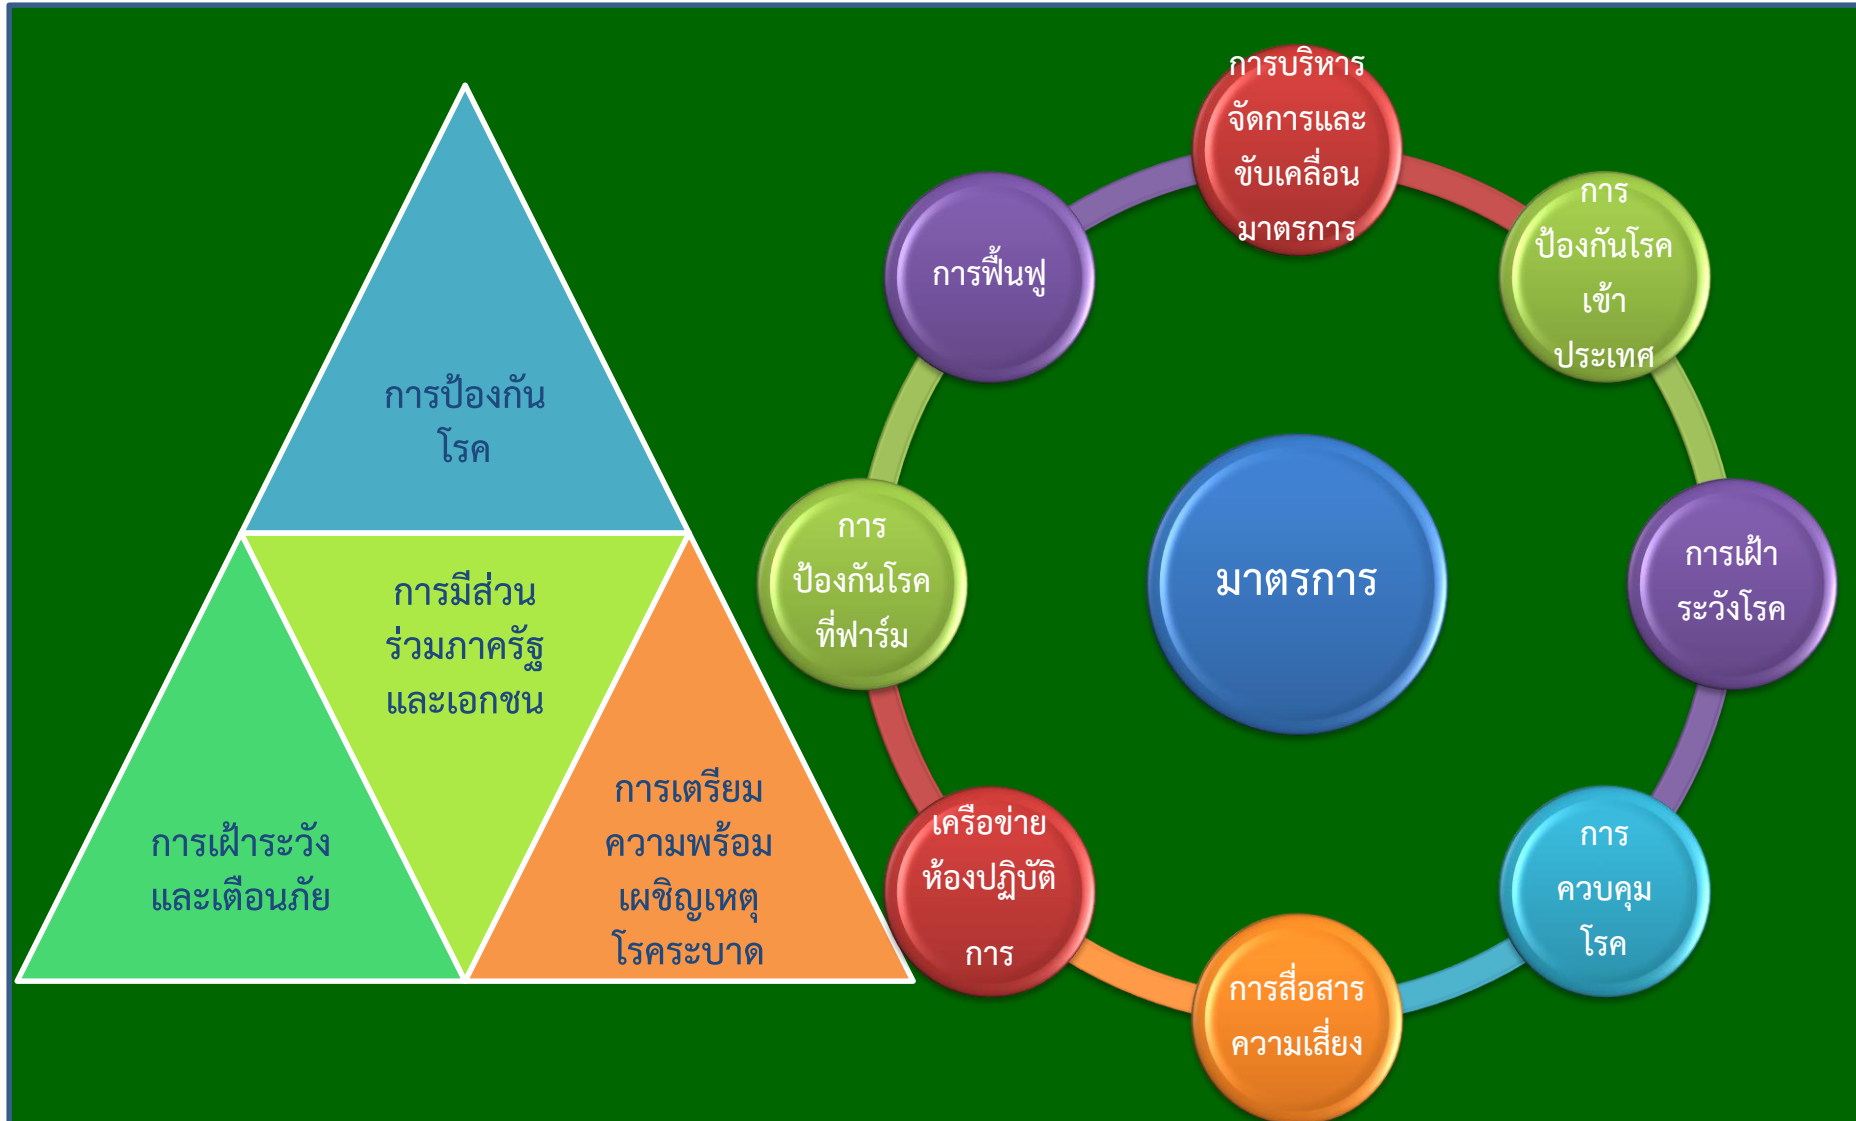 การป้องกัน
โรค
การมีส่วน
ร่วมภาครัฐ
และเอกชน
การเฝ้าระวัง
และเตือนภัย
การเตรียม
ความพร้อม
เผชิญเหตุ
โรคระบาด
มาตรการ
การบริหาร
จัดการและ
ขับเคลื่อน
มาตรการ
การ
ป้องกันโรค
เข้า
ประเทศ
การเฝ้า
ระวังโรค
การ
ควบคุม
โรค
การสื่อสาร
ความเสี่ยง
เครือข่าย
ห้องปฏิบัติ
การ
การ
ป้องกันโรค
ที่ฟาร์ม
การฟื้นฟู